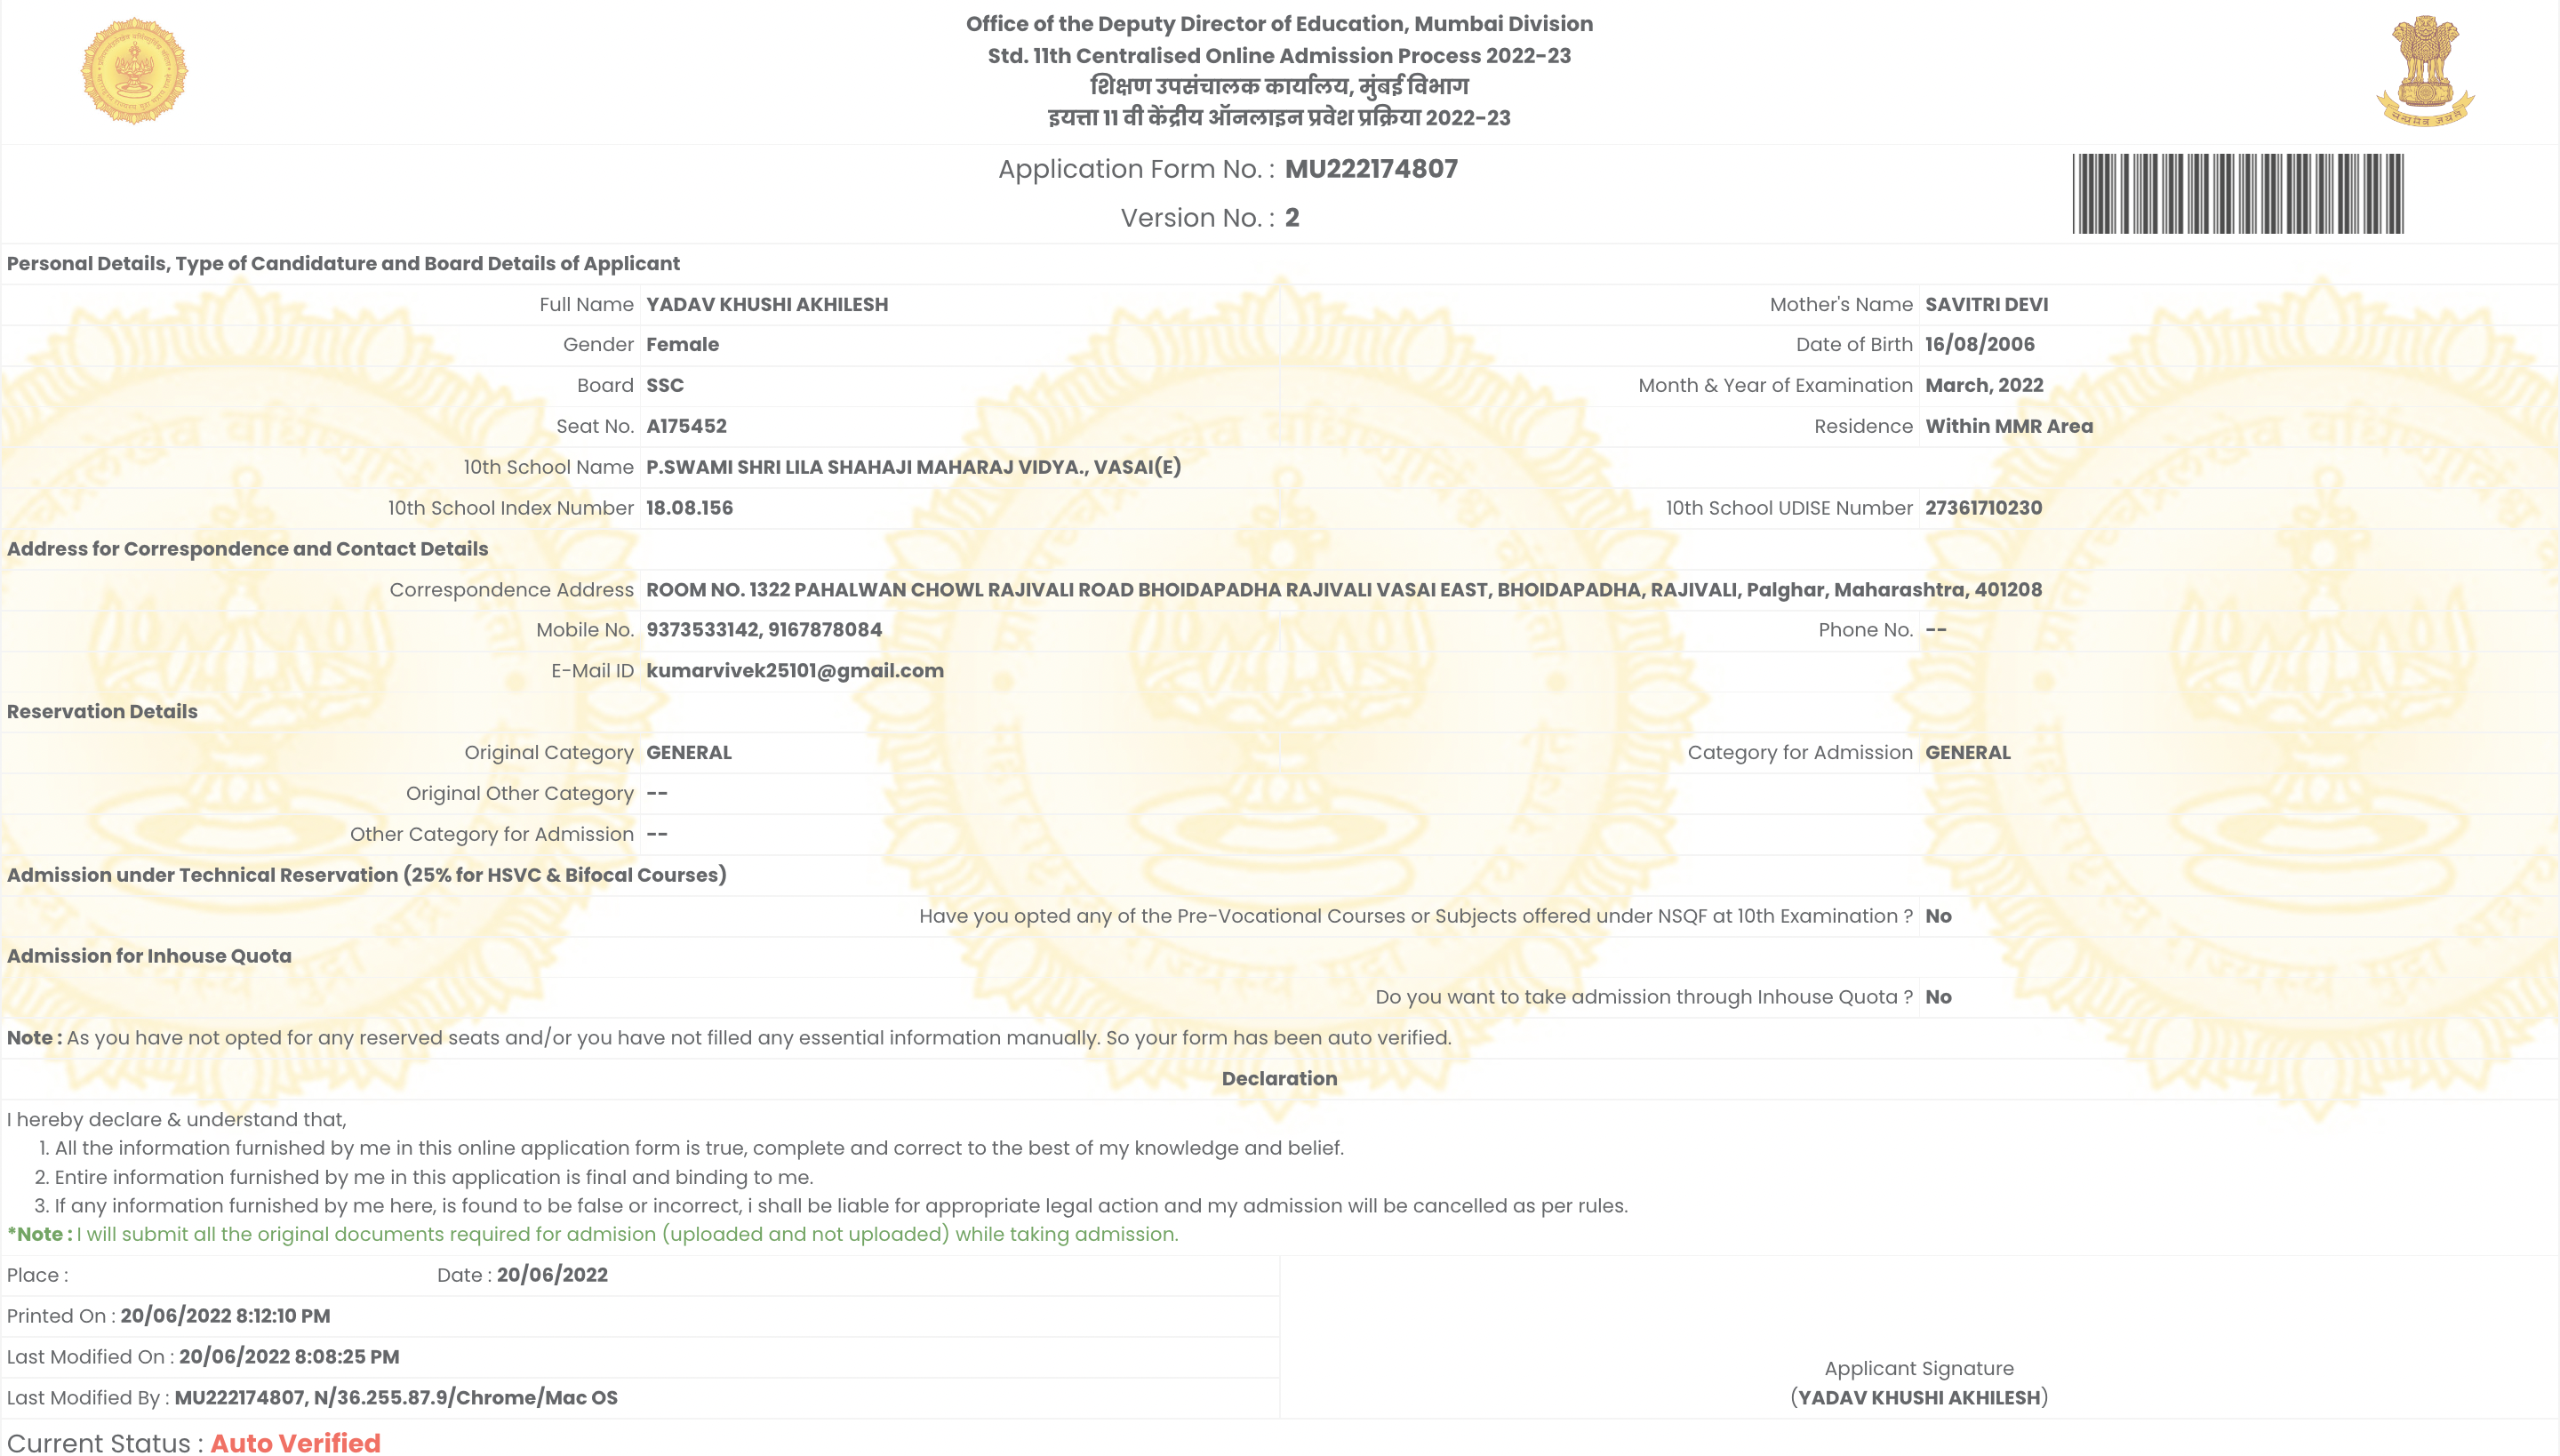 Office of the Deputy Director of Education, Mumbai Division
Std. 11th Centralised Online Admission Process 2022-23
शिक्षण उपसंचालक कार्यालय, मुंबई विभाग
इयत्ता 11 वी केंद्रीय ऑनलाइन प्रवेश प्रक्रिया 2022-23
Application Form No. : MU222174807
Version No. : 2
Personal Details, Type of Candidature and Board Details of Applicant
Full Name YADAV KHUSHI AKHILESH Mother's Name SAVITRI DEVI
Gender Female Date of Birth 16/08/2006
Board SSC Month & Year of Examination March, 2022
Seat No. A175452 Residence Within MMR Area
10th School Name P.SWAMI SHRI LILA SHAHAJI MAHARAJ VIDYA., VASAI(E)
10th School Index Number 18.08.156 10th School UDISE Number 27361710230
Address for Correspondence and Contact Details
Correspondence Address ROOM NO. 1322 PAHALWAN CHOWL RAJIVALI ROAD BHOIDAPADHA RAJIVALI VASAI EAST, BHOIDAPADHA, RAJIVALI, Palghar, Maharashtra, 401208
Mobile No. 9373533142, 9167878084 Phone No. --
E-Mail ID kumarvivek25101@gmail.com
Reservation Details
Original Category GENERAL Category for Admission GENERAL
Original Other Category --
Other Category for Admission --
Admission under Technical Reservation (25% for HSVC & Bifocal Courses)
Have you opted any of the Pre-Vocational Courses or Subjects offered under NSQF at 10th Examination ? No
Admission for Inhouse Quota
Do you want to take admission through Inhouse Quota ? No
Note : As you have not opted for any reserved seats and/or you have not filled any essential information manually. So your form has been auto verified.
Declaration
I hereby declare & understand that,
1. All the information furnished by me in this online application form is true, complete and correct to the best of my knowledge and belief.
2. Entire information furnished by me in this application is final and binding to me.
3. If any information furnished by me here, is found to be false or incorrect, i shall be liable for appropriate legal action and my admission will be cancelled as per rules.
*Note : I will submit all the original documents required for admision (uploaded and not uploaded) while taking admission.
Place : Date : 20/06/2022
Printed On : 20/06/2022 8:12:10 PM
Last Modified On : 20/06/2022 8:08:25 PM
Last Modified By : MU222174807, N/36.255.87.9/Chrome/Mac OS
Applicant Signature
(YADAV KHUSHI AKHILESH)
Current Status : Auto Verified